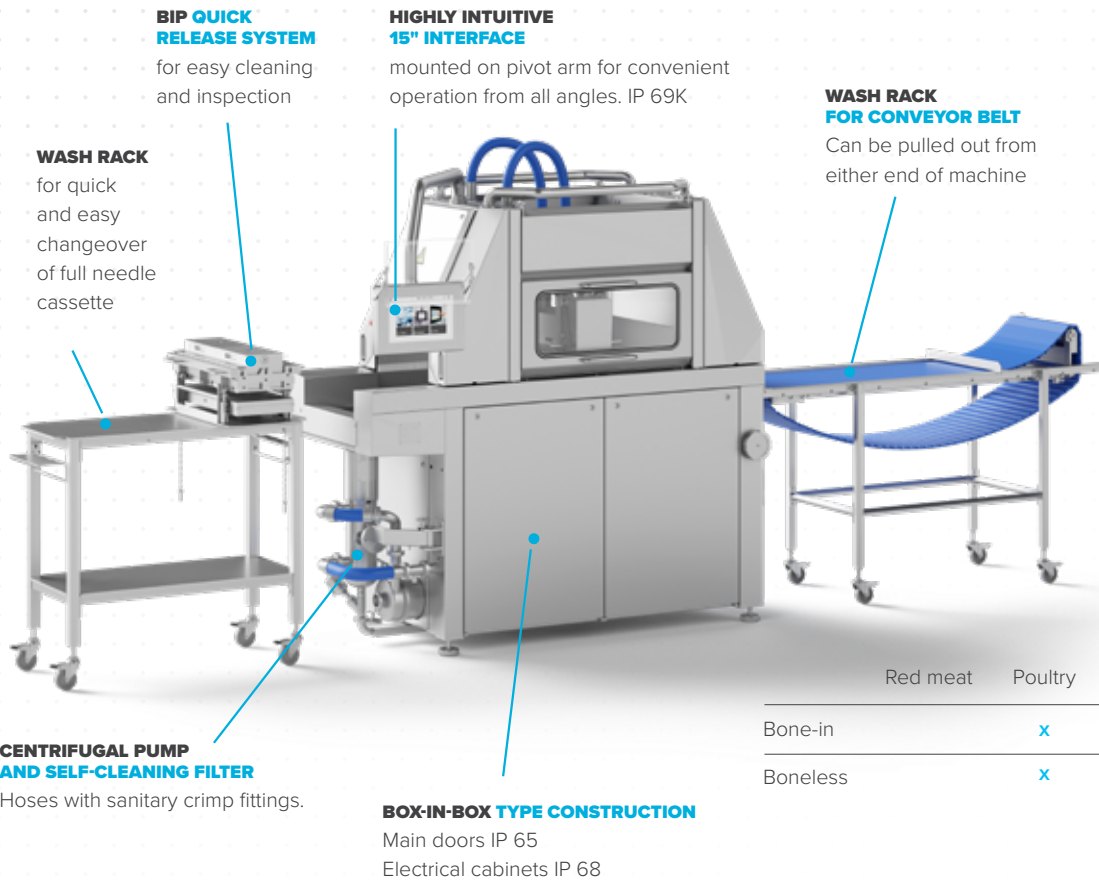 BIP QUICK
RELEASE SYSTEM
for easy cleaning
and inspection
HIGHLY INTUITIVE
15" INTERFACE
mounted on pivot arm for convenient
operation from all angles. IP 69K
WASH RACK
FOR CONVEYOR BELT
Can be pulled out from
either end of machine
WASH RACK
for quick
and easy
changeover
of full needle
cassette
CENTRIFUGAL PUMP
AND SELF-CLEANING FILTER
Hoses with sanitary crimp fittings.
BOX-IN-BOX TYPE CONSTRUCTION
Main doors IP 65
Electrical cabinets IP 68
Red meat Poultry
Bone-in x
Boneless x